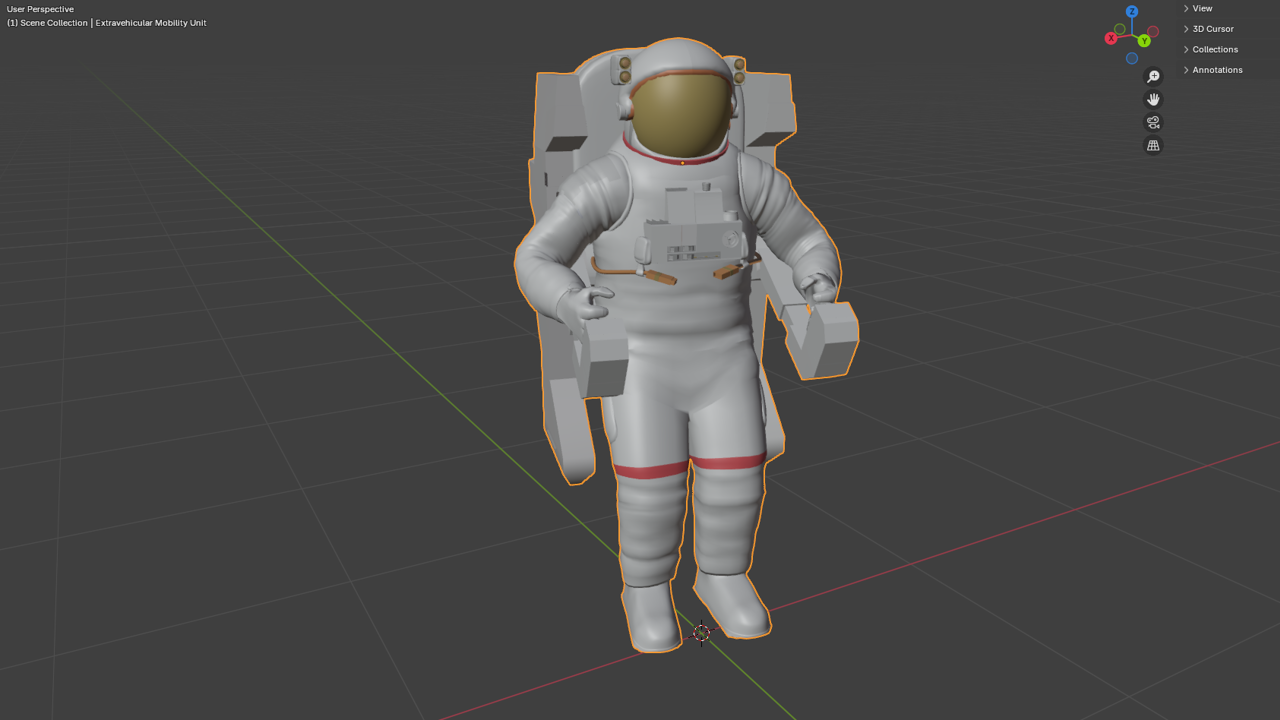 User Perspective
(1) Scene Collection | Extravehicular Mobility Unit
Z
X
Y
View
3D Cursor
Collections
Annotations